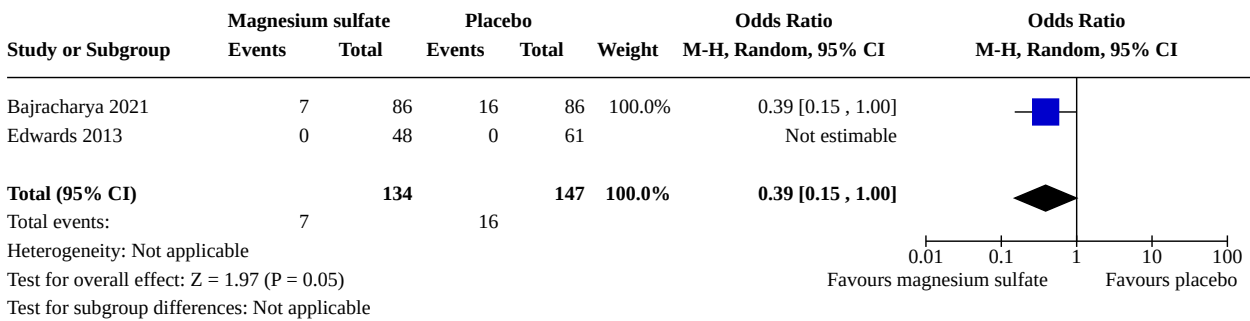 Magnesium sulfate Placebo Odds Ratio Odds Ratio
Study or Subgroup Events Total Events Total Weight M-H, Random, 95% CI M-H, Random, 95% CI
Bajracharya 2021 7 86 16 86 100.0% 0.39 [0.15 , 1.00]
Edwards 2013 0 48 0 61 Not estimable
Total (95% CI) 134 147 100.0% 0.39 [0.15 , 1.00]
Total events: 7 16
Heterogeneity: Not applicable
0.01 0.1 1 10 100
Test for overall effect: Z = 1.97 (P = 0.05) Favours magnesium sulfate Favours placebo
Test for subgroup differences: Not applicable